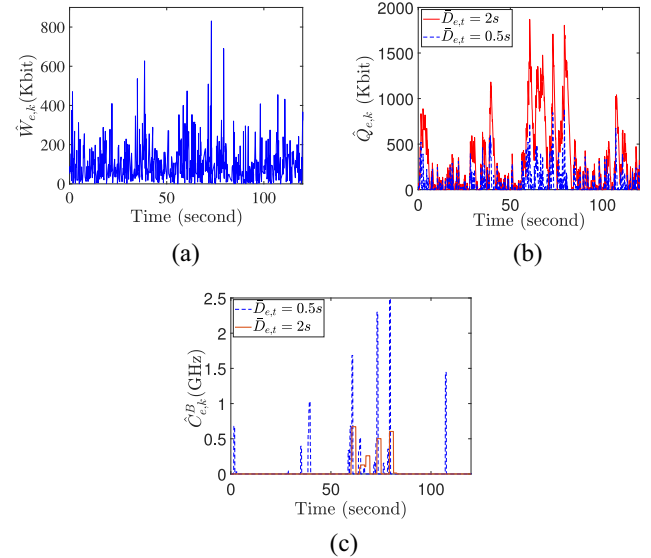 800
600
400
200
0
0 50 100
Ŵ_{e,k}(Kbit)
Time (second)
(a)
D̄_{e,t} = 2s
D̄_{e,t} = 0.5s
2000
1500
1000
500
0
0 50 100
Q̂_{e,k} (Kbit)
Time (second)
(b)
D̄_{e,t} = 0.5s
D̄_{e,t} = 2s
2.5
2
1.5
1
0.5
0
0 50 100
Ĉ^B_{e,k}(GHz)
Time (second)
(c)